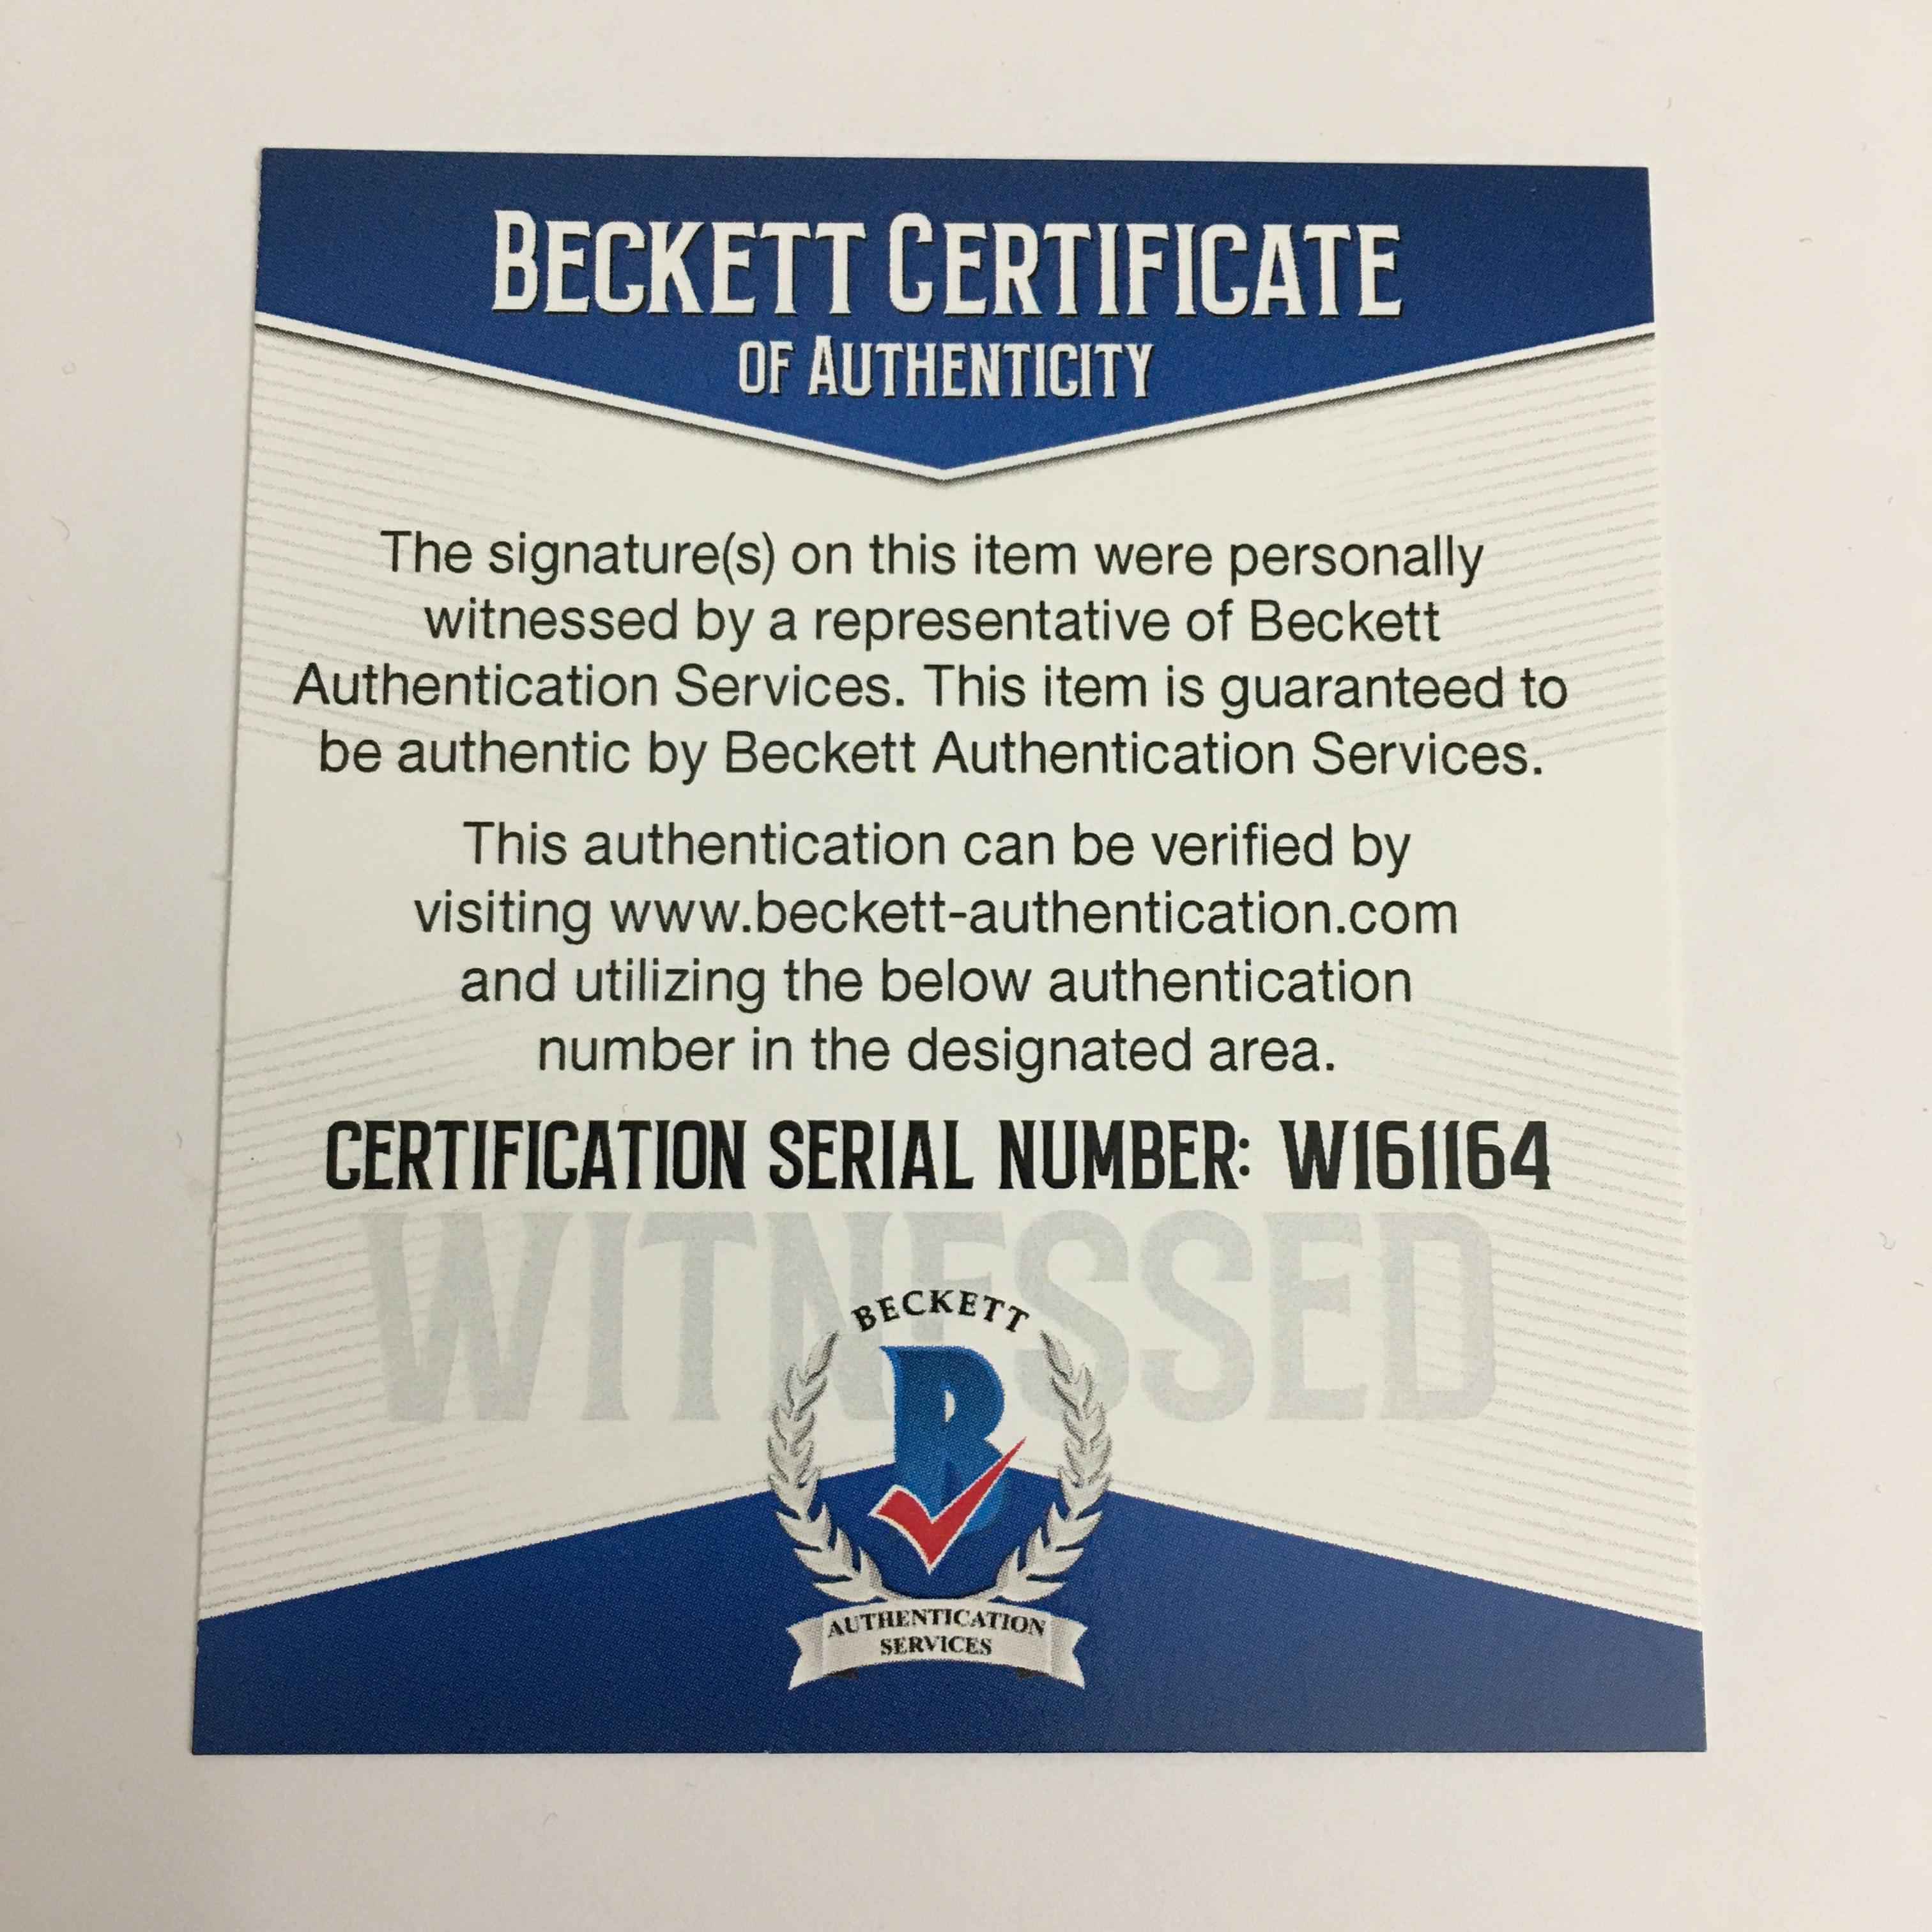 BECKETT CERTIFICATE
OF AUTHENTICITY
The signature(s) on this item were personally
witnessed by a representative of Beckett
Authentication Services. This item is guaranteed to
be authentic by Beckett Authentication Services.
This authentication can be verified by
visiting www.beckett-authentication.com
and utilizing the below authentication
number in the designated area.
CERTIFICATION SERIAL NUMBER: W161164
WITNESSED
BECKETT
B
AUTHENTICATION
SERVICES